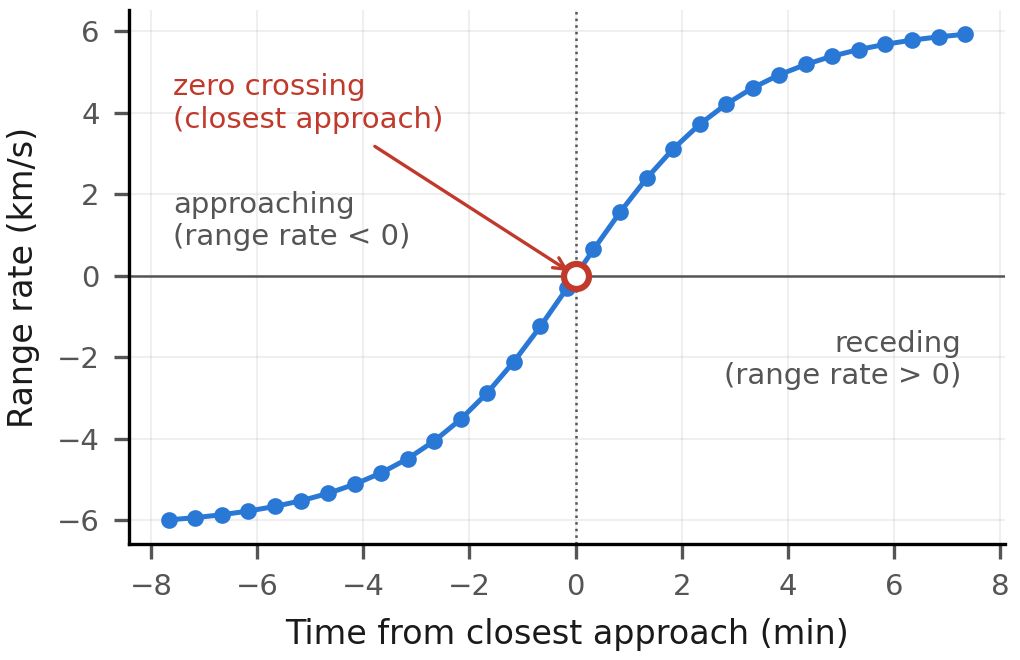 6
4
2
0
−2
−4
−6
Range rate (km/s)
zero crossing
(closest approach)
approaching
(range rate < 0)
receding
(range rate > 0)
−8
−6
−4
−2
0
2
4
6
8
Time from closest approach (min)